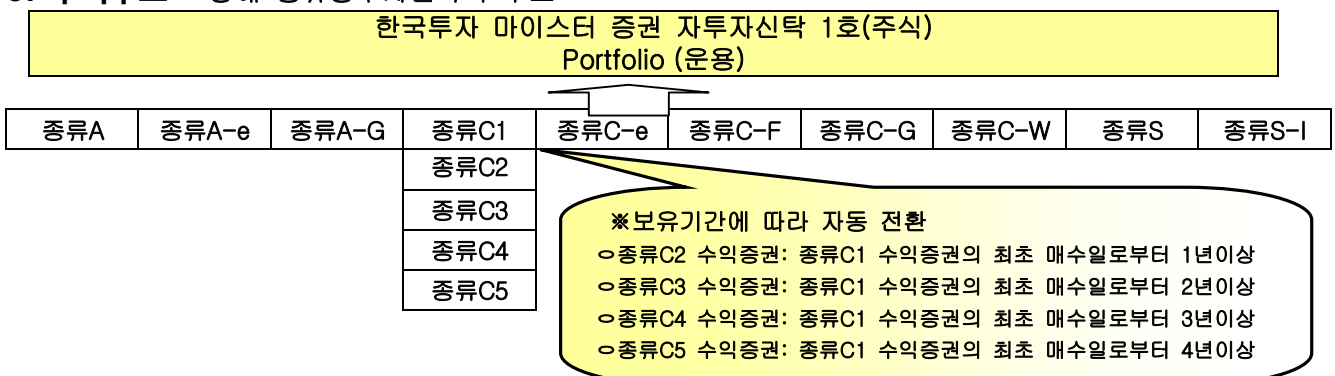 한국투자 마이스터 증권 자투자신탁 1호(주식)
Portfolio (운용)
종류A 종류A-e 종류A-G 종류C1 종류C-e 종류C-F 종류C-G 종류C-W 종류S 종류S-I
종류C2
종류C3
종류C4
종류C5
※보유기간에 따라 자동 전환
ㅇ종류C2 수익증권: 종류C1 수익증권의 최초 매수일로부터 1년이상
ㅇ종류C3 수익증권: 종류C1 수익증권의 최초 매수일로부터 2년이상
ㅇ종류C4 수익증권: 종류C1 수익증권의 최초 매수일로부터 3년이상
ㅇ종류C5 수익증권: 종류C1 수익증권의 최초 매수일로부터 4년이상